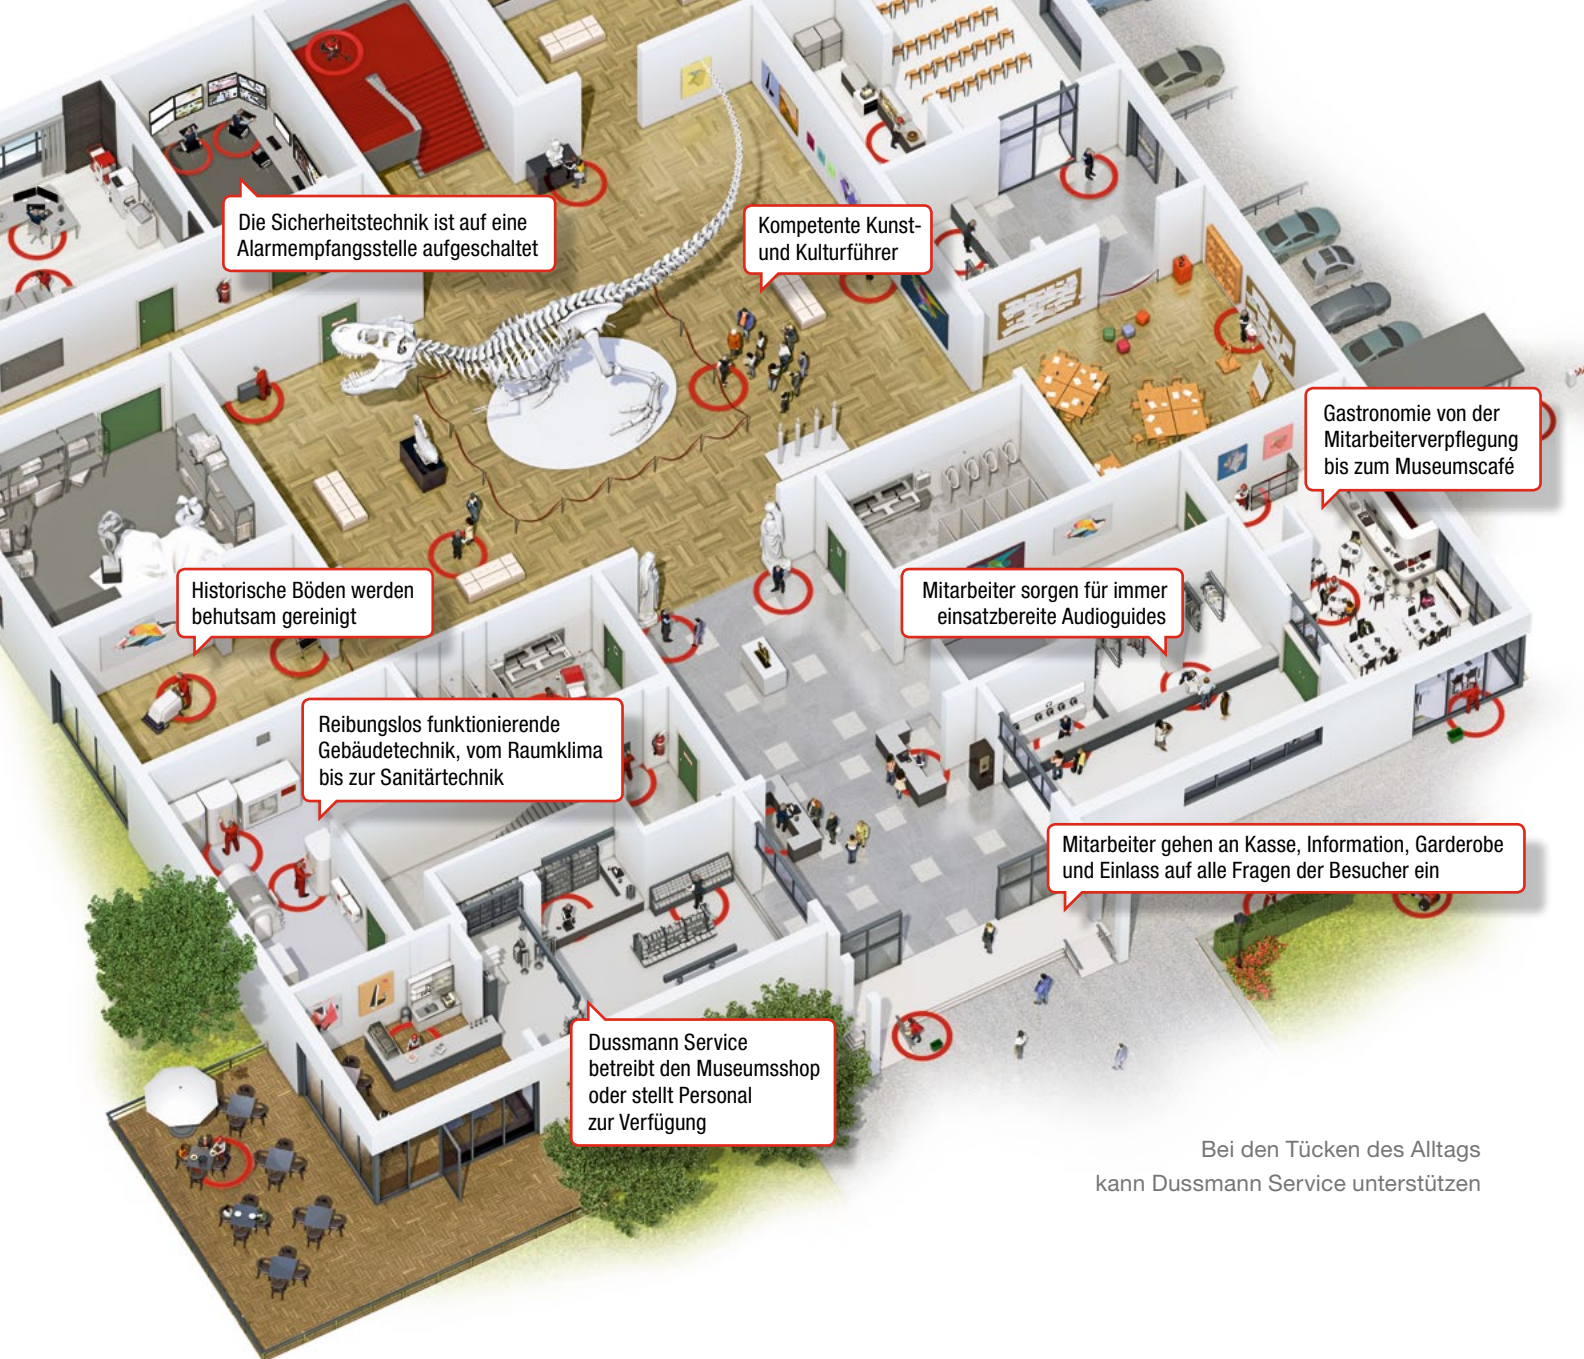 Die Sicherheitstechnik ist auf eine
Alarmempfangsstelle aufgeschaltet
Kompetente Kunst-
und Kulturführer
Gastronomie von der
Mitarbeiterverpflegung
bis zum Museumscafé
Historische Böden werden
behutsam gereinigt
Mitarbeiter sorgen für immer
einsatzbereite Audioguides
Reibungslos funktionierende
Gebäudetechnik, vom Raumklima
bis zur Sanitärtechnik
Mitarbeiter gehen an Kasse, Information, Garderobe
und Einlass auf alle Fragen der Besucher ein
Dussmann Service
betreibt den Museumsshop
oder stellt Personal
zur Verfügung
Bei den Tücken des Alltags
kann Dussmann Service unterstützen